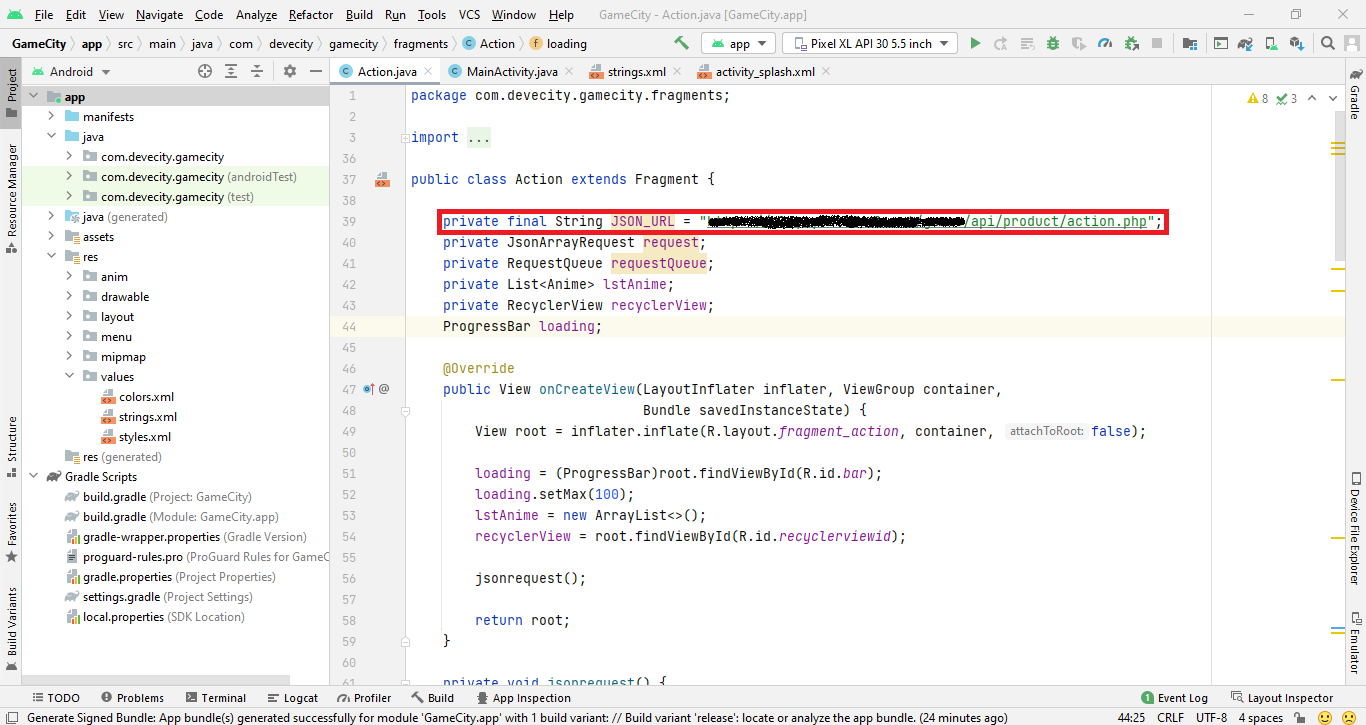 File Edit View Navigate Code Analyze Refactor Build Run Tools VCS Window Help GameCity - Action.java [GameCity.app]
GameCity app src main java com devecity gamecity fragments Action loading app Pixel XL API 30 5.5 inch
Android Action.java MainActivity.java strings.xml activity_splash.xml
Project
Resource Manager
Structure
Favorites
Build Variants
app
manifests
java
com.devecity.gamecity
com.devecity.gamecity (androidTest)
com.devecity.gamecity (test)
java (generated)
assets
res
anim
drawable
layout
menu
mipmap
values
colors.xml
strings.xml
styles.xml
res (generated)
Gradle Scripts
build.gradle (Project: GameCity)
build.gradle (Module: GameCity.app)
gradle-wrapper.properties (Gradle Version)
proguard-rules.pro (ProGuard Rules for GameC
gradle.properties (Project Properties)
settings.gradle (Project Settings)
local.properties (SDK Location)
1 package com.devecity.gamecity.fragments;
2
3 import ...
36
37 public class Action extends Fragment {
38
39 private final String JSON_URL = "/api/product/action.php";
40 private JsonArrayRequest request;
41 private RequestQueue requestQueue;
42 private List<Anime> lstAnime;
43 private RecyclerView recyclerView;
44 ProgressBar loading;
45
46 @Override
47 public View onCreateView(LayoutInflater inflater, ViewGroup container,
48 Bundle savedInstanceState) {
49 View root = inflater.inflate(R.layout.fragment_action, container, attachToRoot: false);
50
51 loading = (ProgressBar)root.findViewById(R.id.bar);
52 loading.setMax(100);
53 lstAnime = new ArrayList<>();
54 recyclerView = root.findViewById(R.id.recyclerviewid);
55
56 jsonrequest();
57
58 return root;
59 }
60
61 private void jsonrequest() {
8 3
Gradle
Device File Explorer
Emulator
TODO Problems Terminal Logcat Profiler Build App Inspection 1 Event Log Layout Inspector
Generate Signed Bundle: App bundle(s) generated successfully for module 'GameCity.app' with 1 build variant: // Build variant 'release': locate or analyze the app bundle. (24 minutes ago) 44:25 CRLF UTF-8 4 spaces